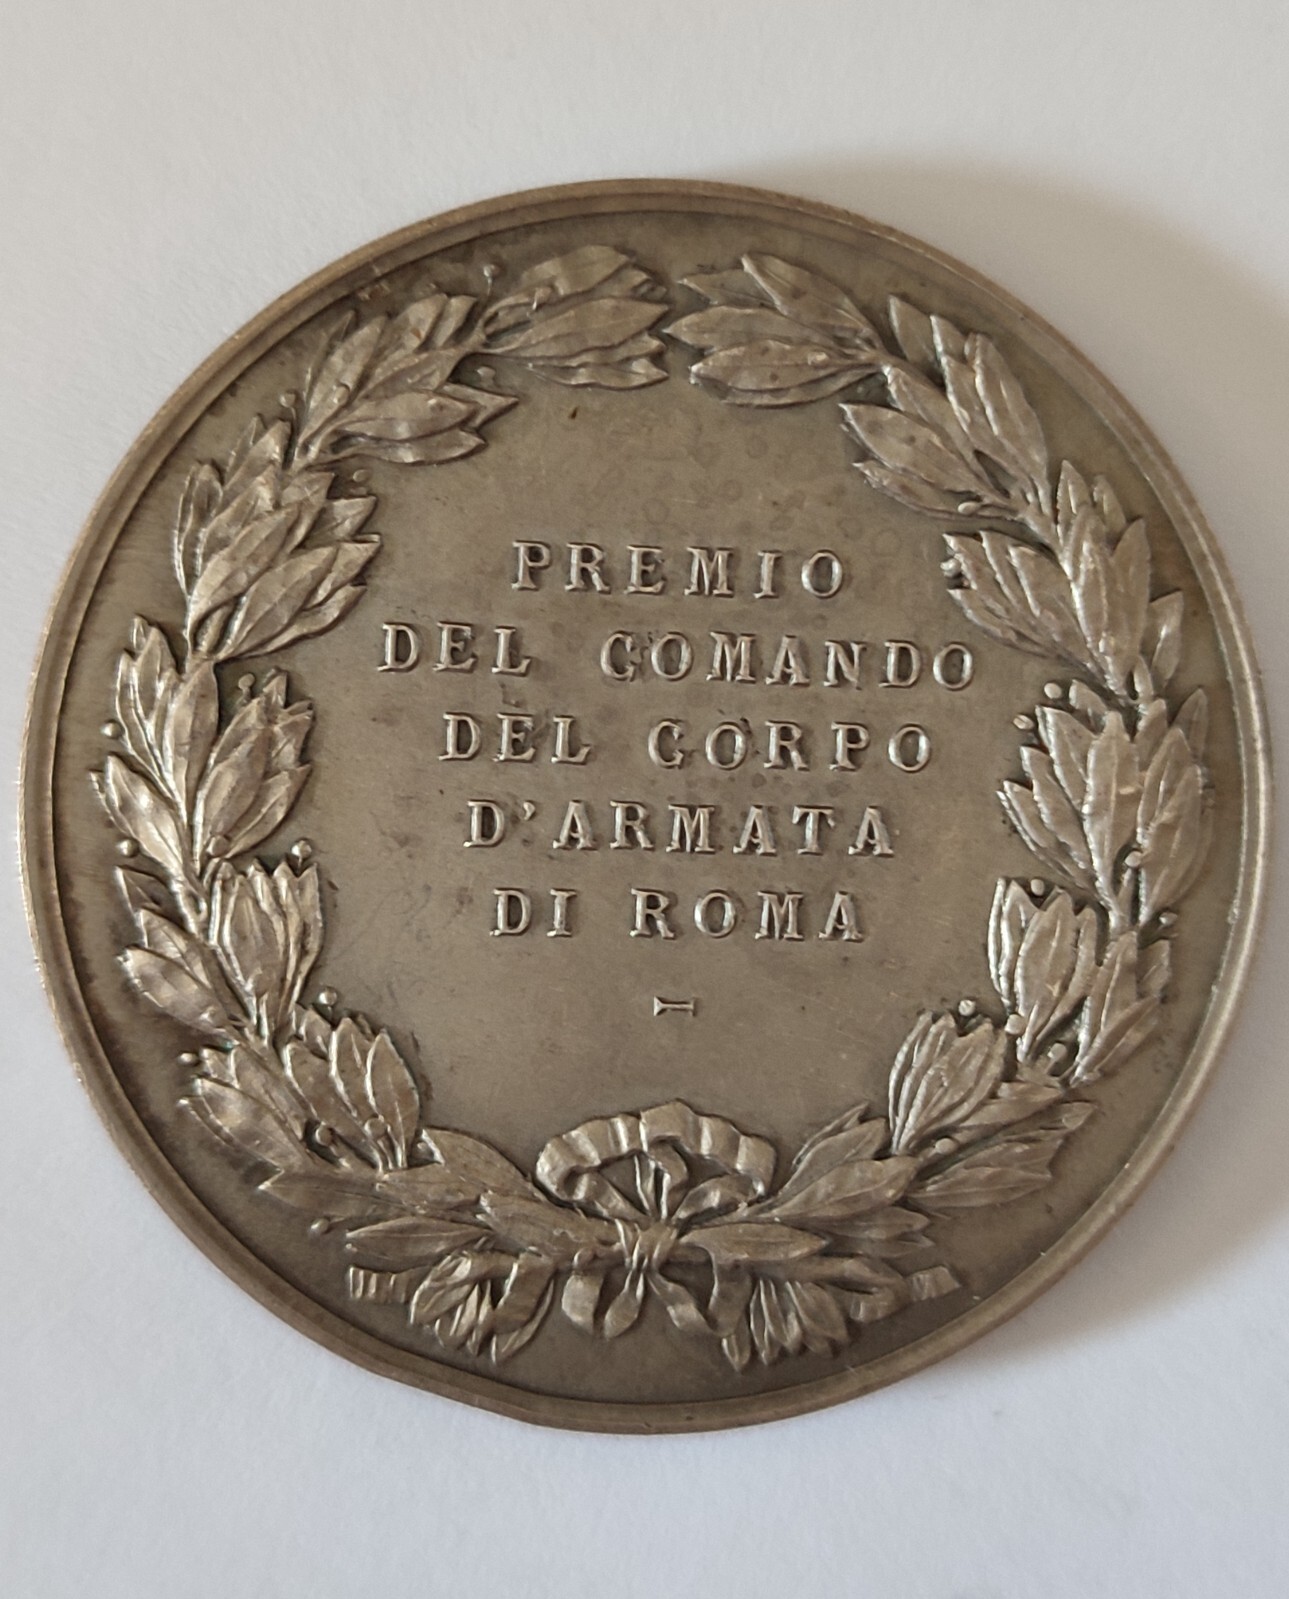 PREMIO
DEL COMANDO
DEL CORPO
D'ARMATA
DI ROMA